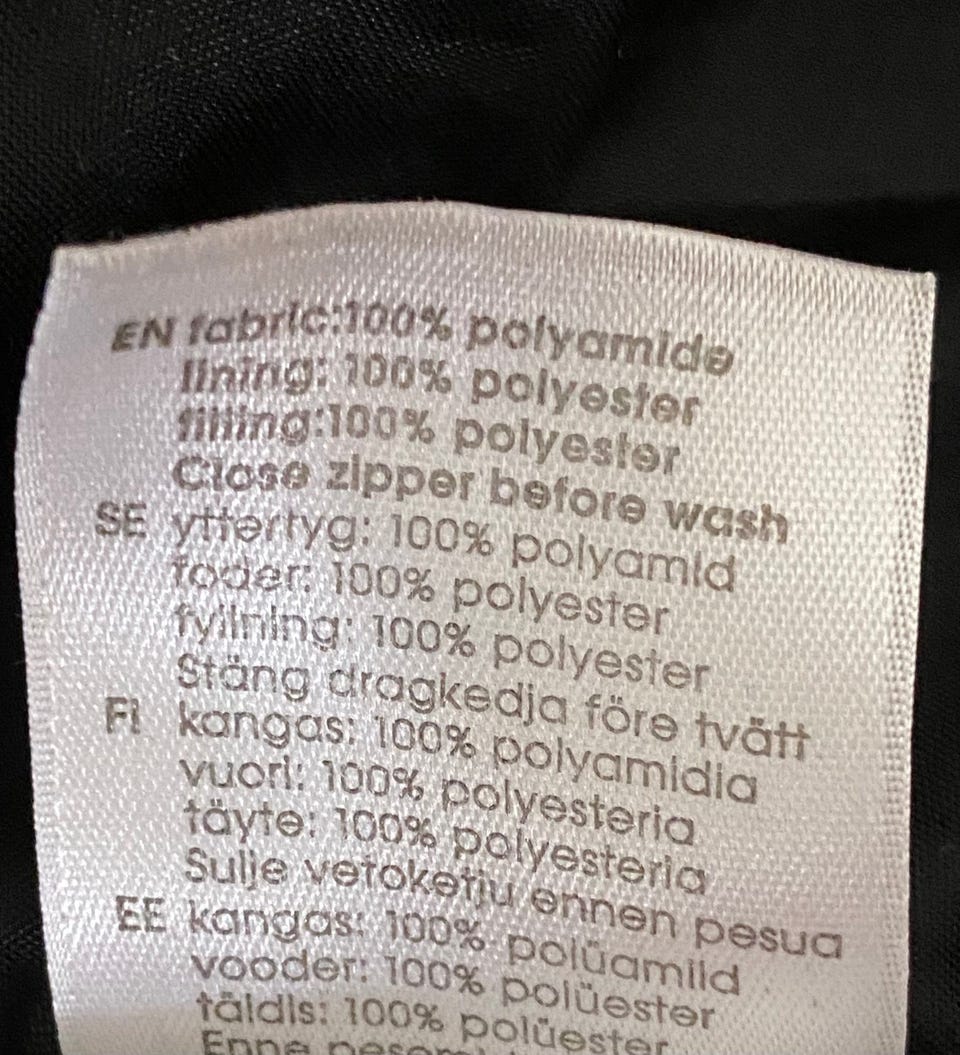 EN fabric:100% polyamide
lining: 100% polyester
filling:100% polyester
Close zipper before wash
SE yttertyg: 100% polyamid
foder: 100% polyester
fyllning: 100% polyester
Stäng dragkedja före tvätt
FI kangas: 100% polyamidia
vuori: 100% polyesteria
täyte: 100% polyesteria
Sulje vetoketju ennen pesua
EE kangas: 100% polüamiid
vooder: 100% polüester
täidis: 100% polüester
Enne